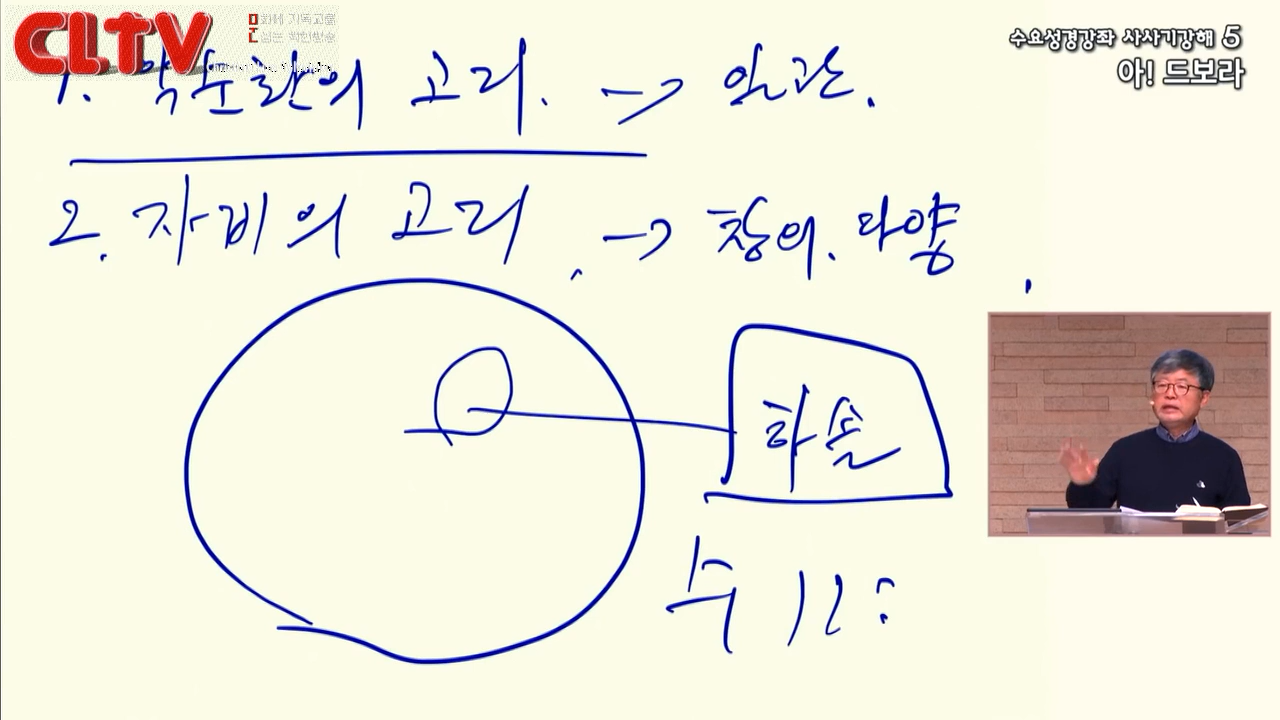 CLTV
수요성경강좌 사사기강해 5
아! 드보라
1. 악순환의 고리. → 일관.
2. 자비의 고리. → 창의. 다양.
하솔
수 11: